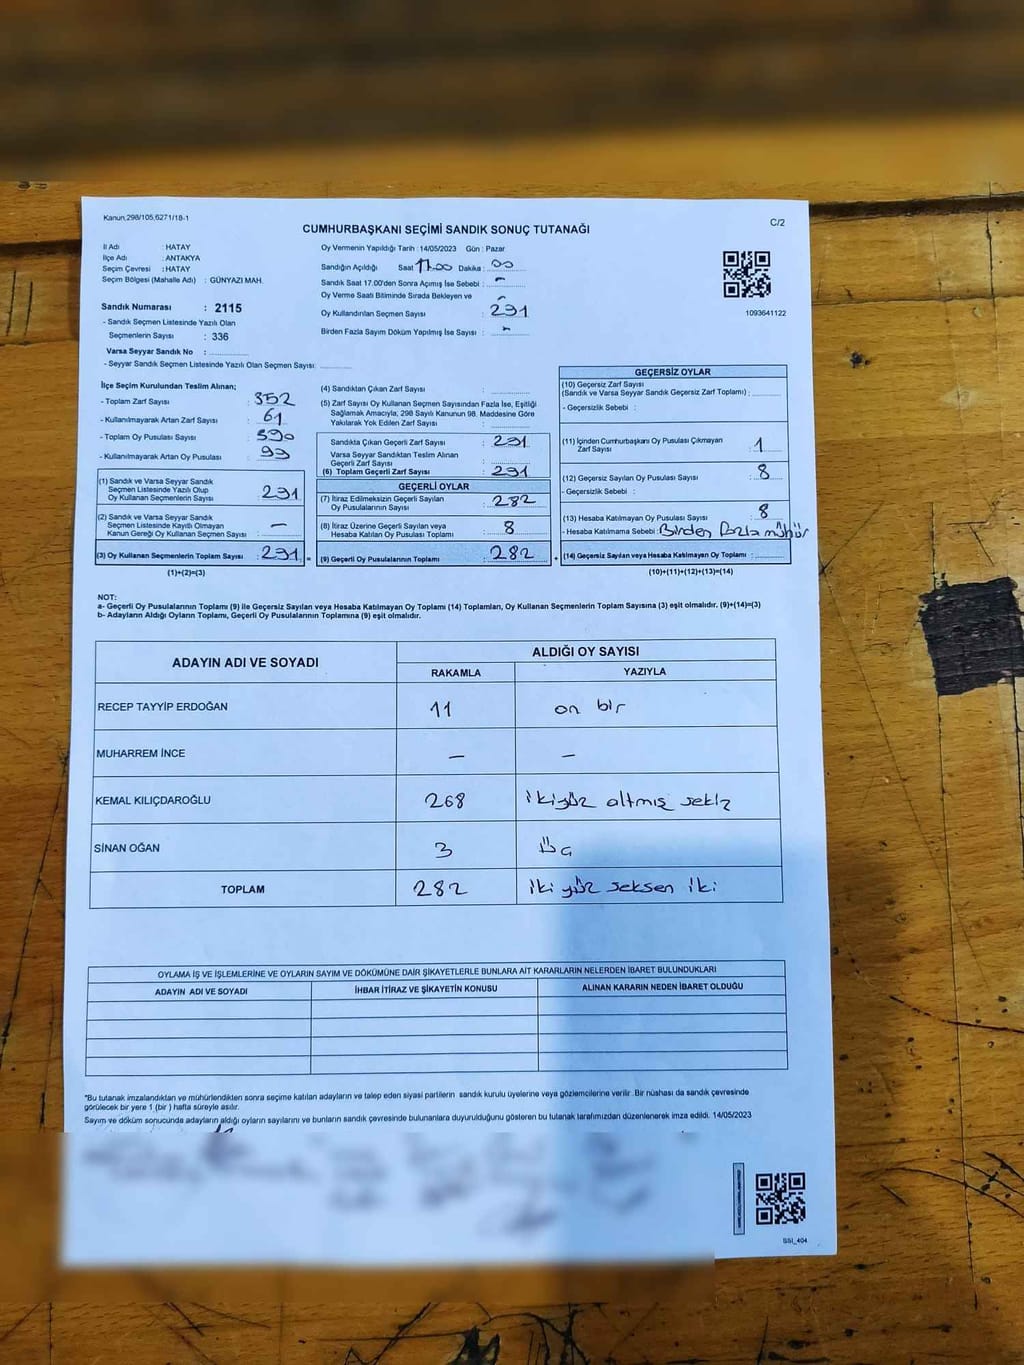 Kanun,298/105,6271/18-1
C/2
CUMHURBAŞKANI SEÇİMİ SANDIK SONUÇ TUTANAĞI
İl Adı : HATAY
İlçe Adı : ANTAKYA
Seçim Çevresi : HATAY
Seçim Bölgesi (Mahalle Adı) : GÜNYAZI MAH.
Sandık Numarası : 2115
- Sandık Seçmen Listesinde Yazılı Olan
Seçmenlerin Sayısı : 336
Varsa Seyyar Sandık No :
- Seyyar Sandık Seçmen Listesinde Yazılı Olan Seçmen Sayısı:
Oy Vermenin Yapıldığı Tarih : 14/05/2023 Gün : Pazar
Sandığın Açıldığı Saat 17.00 Dakika : 00
Sandık Saat 17.00'den Sonra Açımış İse Sebebi : -
Oy Verme Saati Bitiminde Sırada Bekleyen ve
Oy Kullandırılan Seçmen Sayısı : 291
Birden Fazla Sayım Döküm Yapılmış İse Sayısı : -
1093641122
İlçe Seçim Kurulundan Teslim Alınan;
- Toplam Zarf Sayısı : 352
- Kullanılmayarak Artan Zarf Sayısı : 61
- Toplam Oy Pusulası Sayısı : 390
- Kullanılmayarak Artan Oy Pusulası : 99
(1) Sandık ve Varsa Seyyar Sandık
Seçmen Listesinde Yazılı Olup
Oy Kullanan Seçmenlerin Sayısı : 291
(2) Sandık ve Varsa Seyyar Sandık
Seçmen Listesinde Kayıtlı Olmayan
Kanun Gereği Oy Kullanan Seçmen Sayısı : -
(3) Oy Kullanan Seçmenlerin Toplam Sayısı : 291 =
(1)+(2)=(3)
(4) Sandıktan Çıkan Zarf Sayısı :
(5) Zarf Sayısı Oy Kullanan Seçmen Sayısından Fazla İse, Eşitliği
Sağlamak Amacıyla, 298 Sayılı Kanunun 98. Maddesine Göre
Yakılarak Yok Edilen Zarf Sayısı :
Sandıkta Çıkan Geçerli Zarf Sayısı : 291
Varsa Seyyar Sandıktan Teslim Alınan
Geçerli Zarf Sayısı :
(6) Toplam Geçerli Zarf Sayısı : 291
GEÇERLİ OYLAR
(7) İtiraz Edilmeksizin Geçerli Sayılan
Oy Pusulalarının Sayısı : 282
(8) İtiraz Üzerine Geçerli Sayılan veya
Hesaba Katılan Oy Pusulaları Toplamı : 8
(9) Geçerli Oy Pusulalarının Toplamı : 282 +
GEÇERSİZ OYLAR
(10) Geçersiz Zarf Sayısı
(Sandık ve Varsa Seyyar Sandık Geçersiz Zarf Toplamı) :
- Geçersizlik Sebebi :
(11) İçinden Cumhurbaşkanı Oy Pusulası Çıkmayan
Zarf Sayısı : 1
(12) Geçersiz Sayılan Oy Pusulası Sayısı : 8
- Geçersizlik Sebebi :
(13) Hesaba Katılmayan Oy Pusulası Sayısı : 8
- Hesaba Katılmama Sebebi : Birden fazla mühür
(14) Geçersiz Sayılan veya Hesaba Katılmayan Oy Toplamı :
(10)+(11)+(12)+(13)=(14)
NOT:
a- Geçerli Oy Pusulalarının Toplamı (9) ile Geçersiz Sayılan veya Hesaba Katılmayan Oy Toplamı (14) Toplamları, Oy Kullanan Seçmenlerin Toplam Sayısına (3) eşit olmalıdır. (9)+(14)=(3)
b- Adayların Aldığı Oyların Toplamı, Geçerli Oy Pusulalarının Toplamına (9) eşit olmalıdır.
ADAYIN ADI VE SOYADI
ALDIĞI OY SAYISI
RAKAMLA YAZIYLA
RECEP TAYYİP ERDOĞAN 11 on bir
MUHARREM İNCE - -
KEMAL KILIÇDAROĞLU 268 ikiyüz altmış sekiz
SİNAN OĞAN 3 Üç
TOPLAM 282 iki yüz seksen iki
OYLAMA İŞ VE İŞLEMLERİNE VE OYLARIN SAYIM VE DÖKÜMÜNE DAİR ŞİKAYETLERLE BUNLARA AİT KARARLARIN NELERDEN İBARET BULUNDUKLARI
ADAYIN ADI VE SOYADI İHBAR İTİRAZ VE ŞİKAYETİN KONUSU ALINAN KARARIN NEDEN İBARET OLDUĞU
*Bu tutanak imzalandıktan ve mühürlendikten sonra seçime katılan adayların ve talep eden siyasi partilerin sandık kurulu üyelerine veya gözlemcilerine verilir. Bir nüshası da sandık çevresinde
görülecek bir yere 1 (bir) hafta süreyle asılır.
Sayım ve döküm sonucunda adayların aldığı oyların sayılarını ve bunların sandık çevresinde bulunanlara duyurulduğunu gösteren bu tutanak tarafımızdan düzenlenerek imza edildi. 14/05/2023
SSI_404